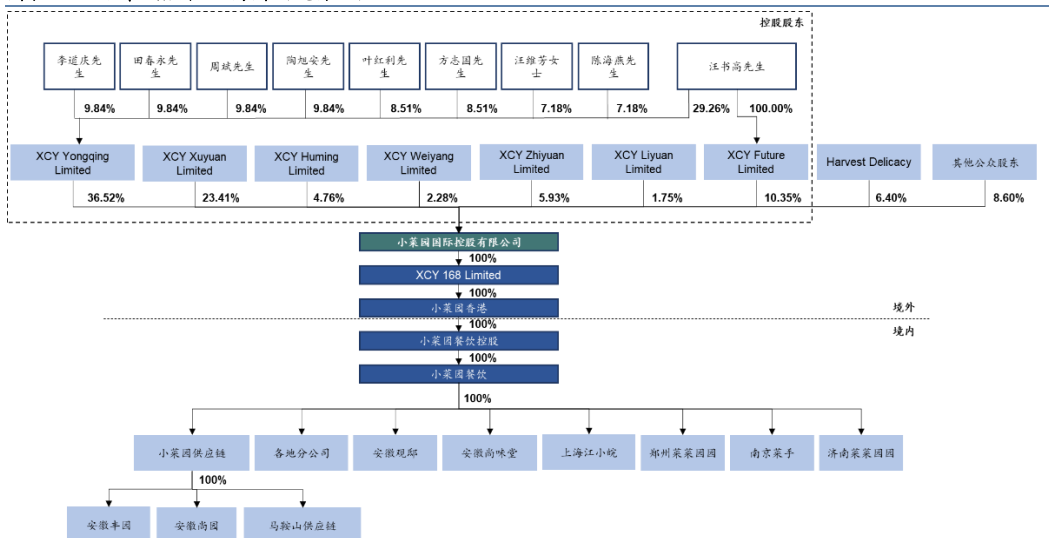 控股股东
李道庆先
生
田春永先
生
周斌先生
陶旭安先
生
叶红利先
生
方志国先
生
汪维芳女
士
陈海燕先
生
汪书高先生
9.84%
9.84%
9.84%
9.84%
8.51%
8.51%
7.18%
7.18%
29.26%
100.00%
XCY Yongqing
Limited
XCY Xuyuan
Limited
XCY Huming
Limited
XCY Weiyang
Limited
XCY Zhiyuan
Limited
XCY Liyuan
Limited
XCY Future
Limited
Harvest Delicacy
其他公众股东
36.52%
23.41%
4.76%
2.28%
5.93%
1.75%
10.35%
6.40%
8.60%
小菜园国际控股有限公司
100%
XCY 168 Limited
100%
小菜园香港
境外
100%
境内
小菜园餐饮控股
100%
小菜园餐饮
100%
小菜园供应链
各地分公司
安徽观邸
安徽尚味堂
上海江小皖
郑州菜菜园园
南京菜手
济南菜菜园园
100%
安徽丰园
安徽尚园
马鞍山供应链